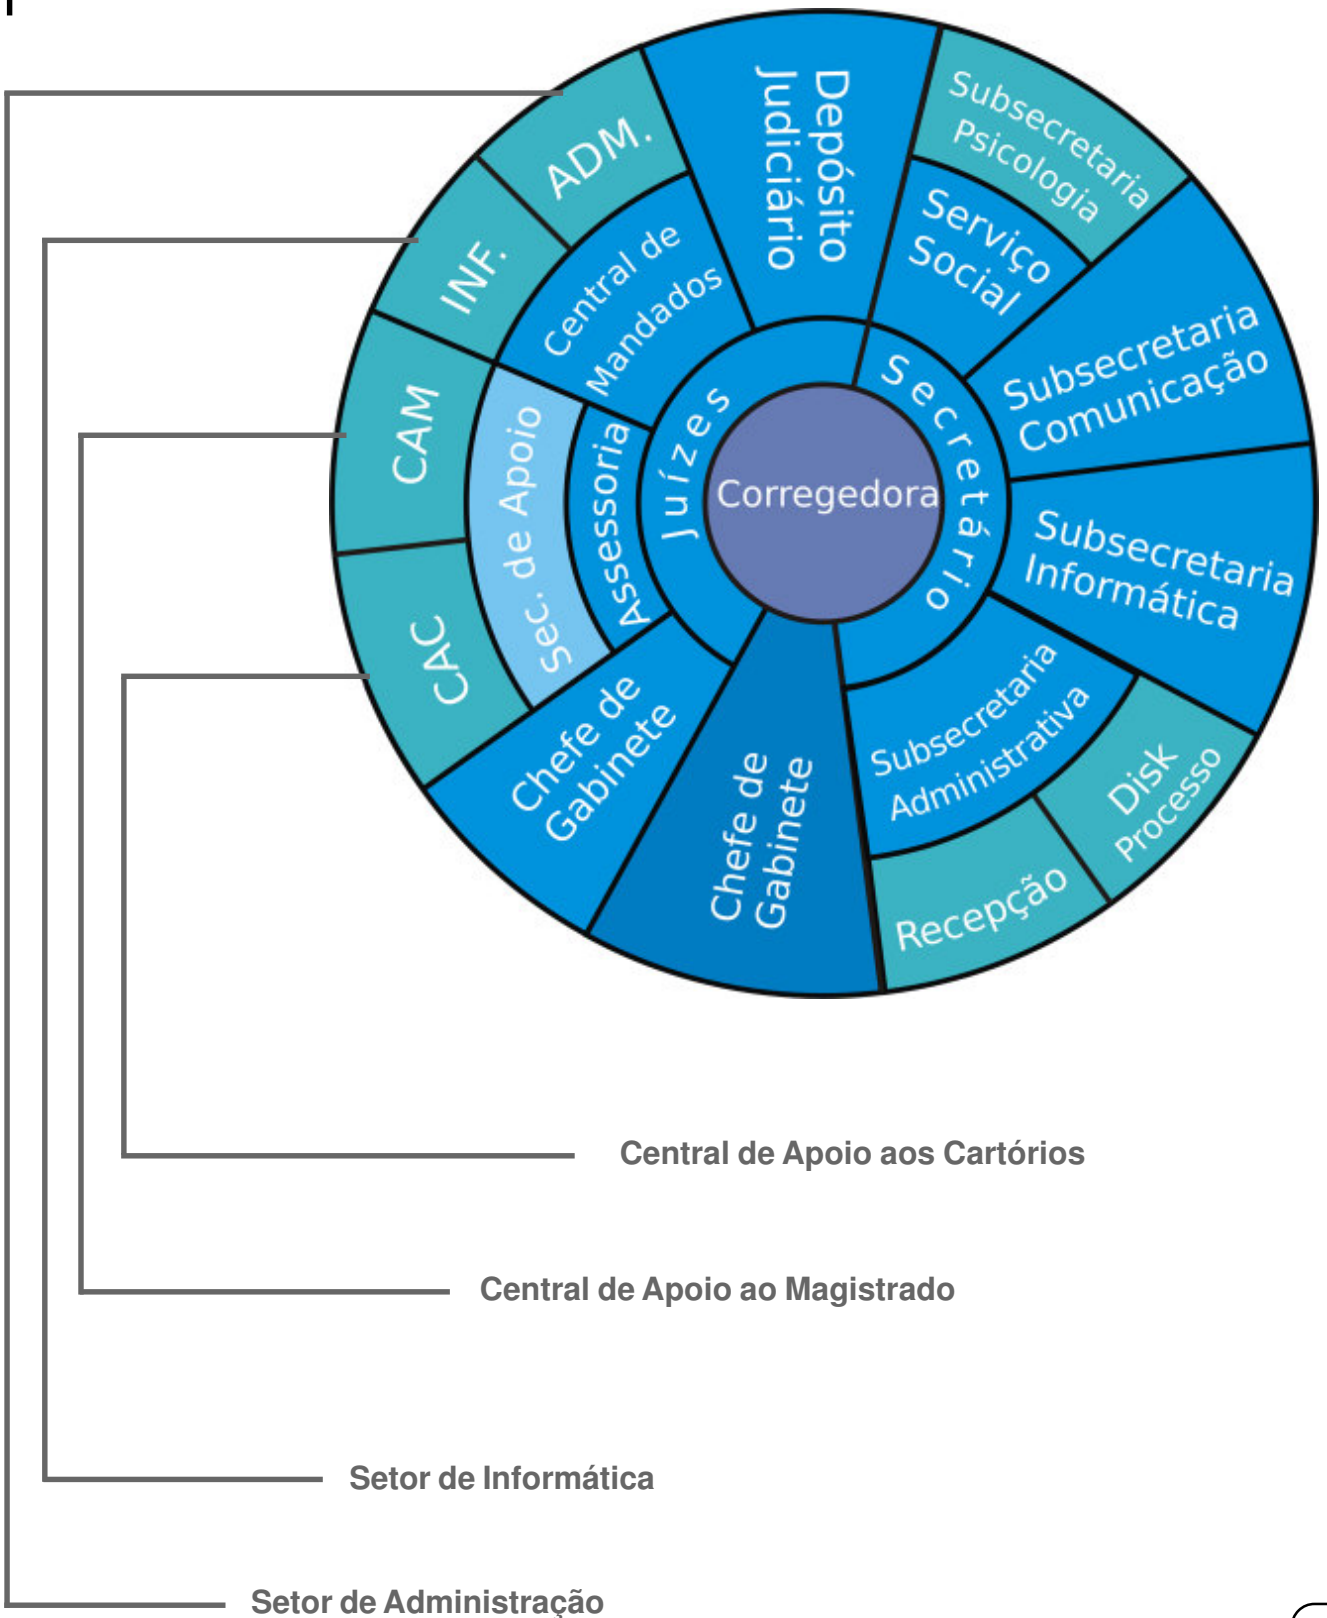 Depósito
Judiciário
Subsecretaria
Psicologia
Serviço
Social
Subsecretaria
Comunicação
Subsecretaria
Informática
Secretário
Subsecretaria
Administrativa
Disk
Processo
Recepção
Chefe de
Gabinete
Chefe de
Gabinete
Corregedora
Juízes
Assessoria
Sec. de Apoio
CAC
CAM
INF.
ADM.
Central de
Mandados
Central de Apoio aos Cartórios
Central de Apoio ao Magistrado
Setor de Informática
Setor de Administração